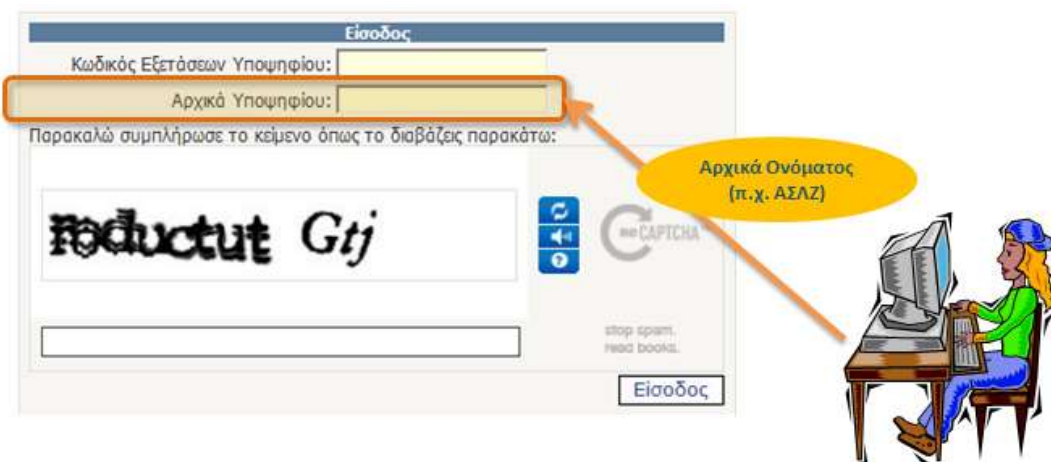 Είσοδος
Κωδικός Εξετάσεων Υποψηφίου:
Αρχικά Υποψηφίου:
Παρακαλώ συμπλήρωσε το κείμενο όπως το διαβάζεις παρακάτω:
Αρχικά Ονόματος
(π.χ. ΑΣΛΖ)
Gtj
reCAPTCHA
stop spam.
read books.
Είσοδος